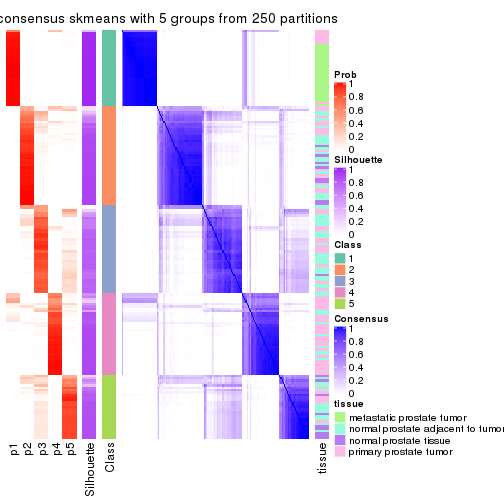 consensus skmeans with 5 groups from 250 partitions
Prob
1
0.8
0.6
0.4
0.2
0
Silhouette
1
0.8
0.6
0.4
0.2
0
Class
1
2
3
4
5
Consensus
1
0.8
0.6
0.4
0.2
0
tissue
metastatic prostate tumor
normal prostate adjacent to tumor
normal prostate tissue
primary prostate tumor
p1
p2
p3
p4
p5
Silhouette
Class
tissue